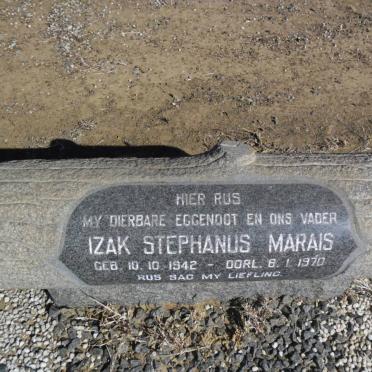 HIER RUS
MY DIERBARE EGGENOOT EN ONS VADER
IZAK STEPHANUS MARAIS
GEB. 10. 10. 1942 - OORL. 8. 1. 1970
RUS SAG MY LIEFLING.